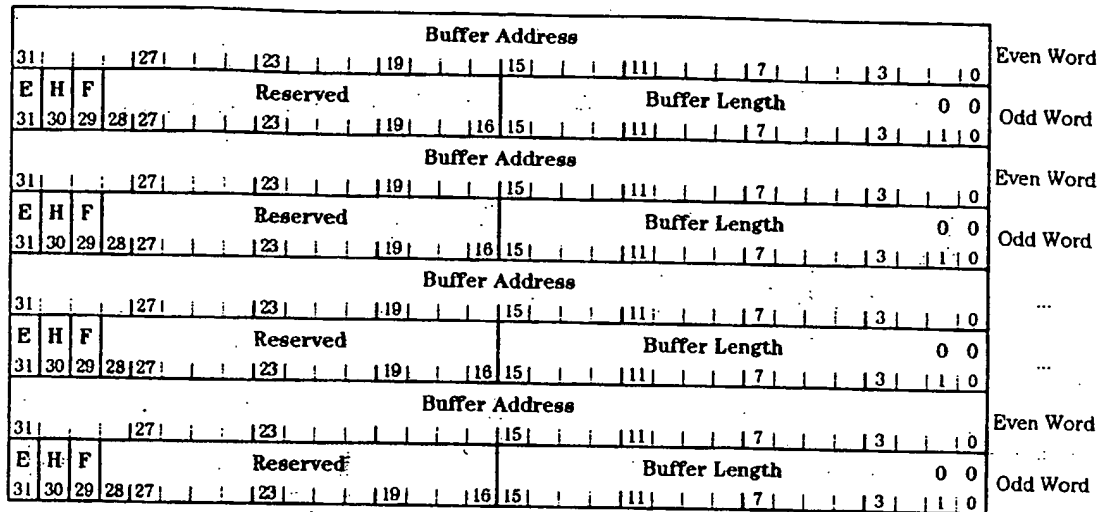 Buffer Address
31 27 23 19 15 11 7 3 0 Even Word
E H F Reserved Buffer Length 0 0
31 30 29 28 27 23 19 16 15 11 7 3 1 0 Odd Word
Buffer Address
31 27 23 19 15 11 7 3 0 Even Word
E H F Reserved Buffer Length 0 0
31 30 29 28 27 23 19 16 15 11 7 3 1 0 Odd Word
Buffer Address
31 27 23 19 15 11 7 3 0 ...
E H F Reserved Buffer Length 0 0
31 30 29 28 27 23 19 16 15 11 7 3 1 0 ...
Buffer Address
31 27 23 19 15 11 7 3 0 Even Word
E H F Reserved Buffer Length 0 0
31 30 29 28 27 23 19 16 15 11 7 3 1 0 Odd Word